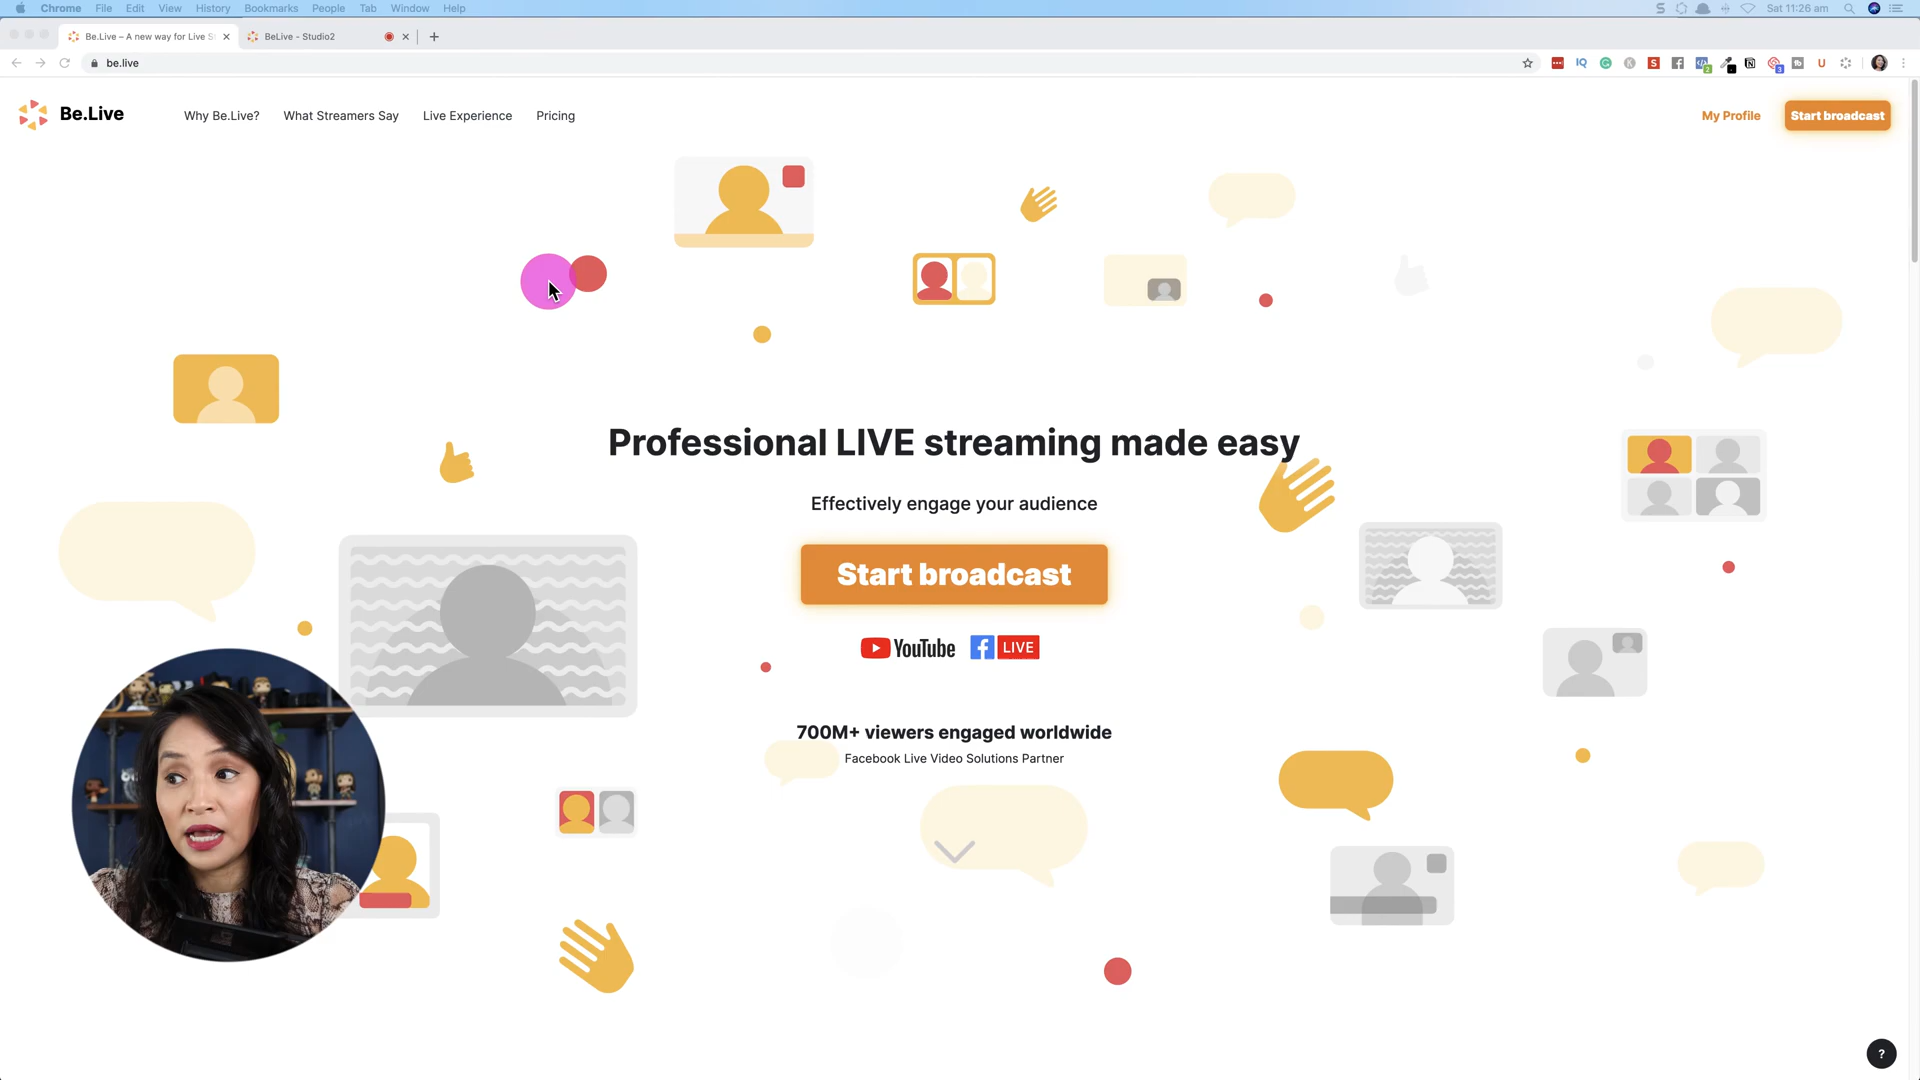 Chrome File Edit View History Bookmarks People Tab Window Help
Sat 11:26 am
Be.Live – A new way for Live S
BeLive - Studio2
be.live
Be.Live
Why Be.Live?
What Streamers Say
Live Experience
Pricing
My Profile
Start broadcast
Professional LIVE streaming made easy
Effectively engage your audience
Start broadcast
YouTube
LIVE
700M+ viewers engaged worldwide
Facebook Live Video Solutions Partner
?